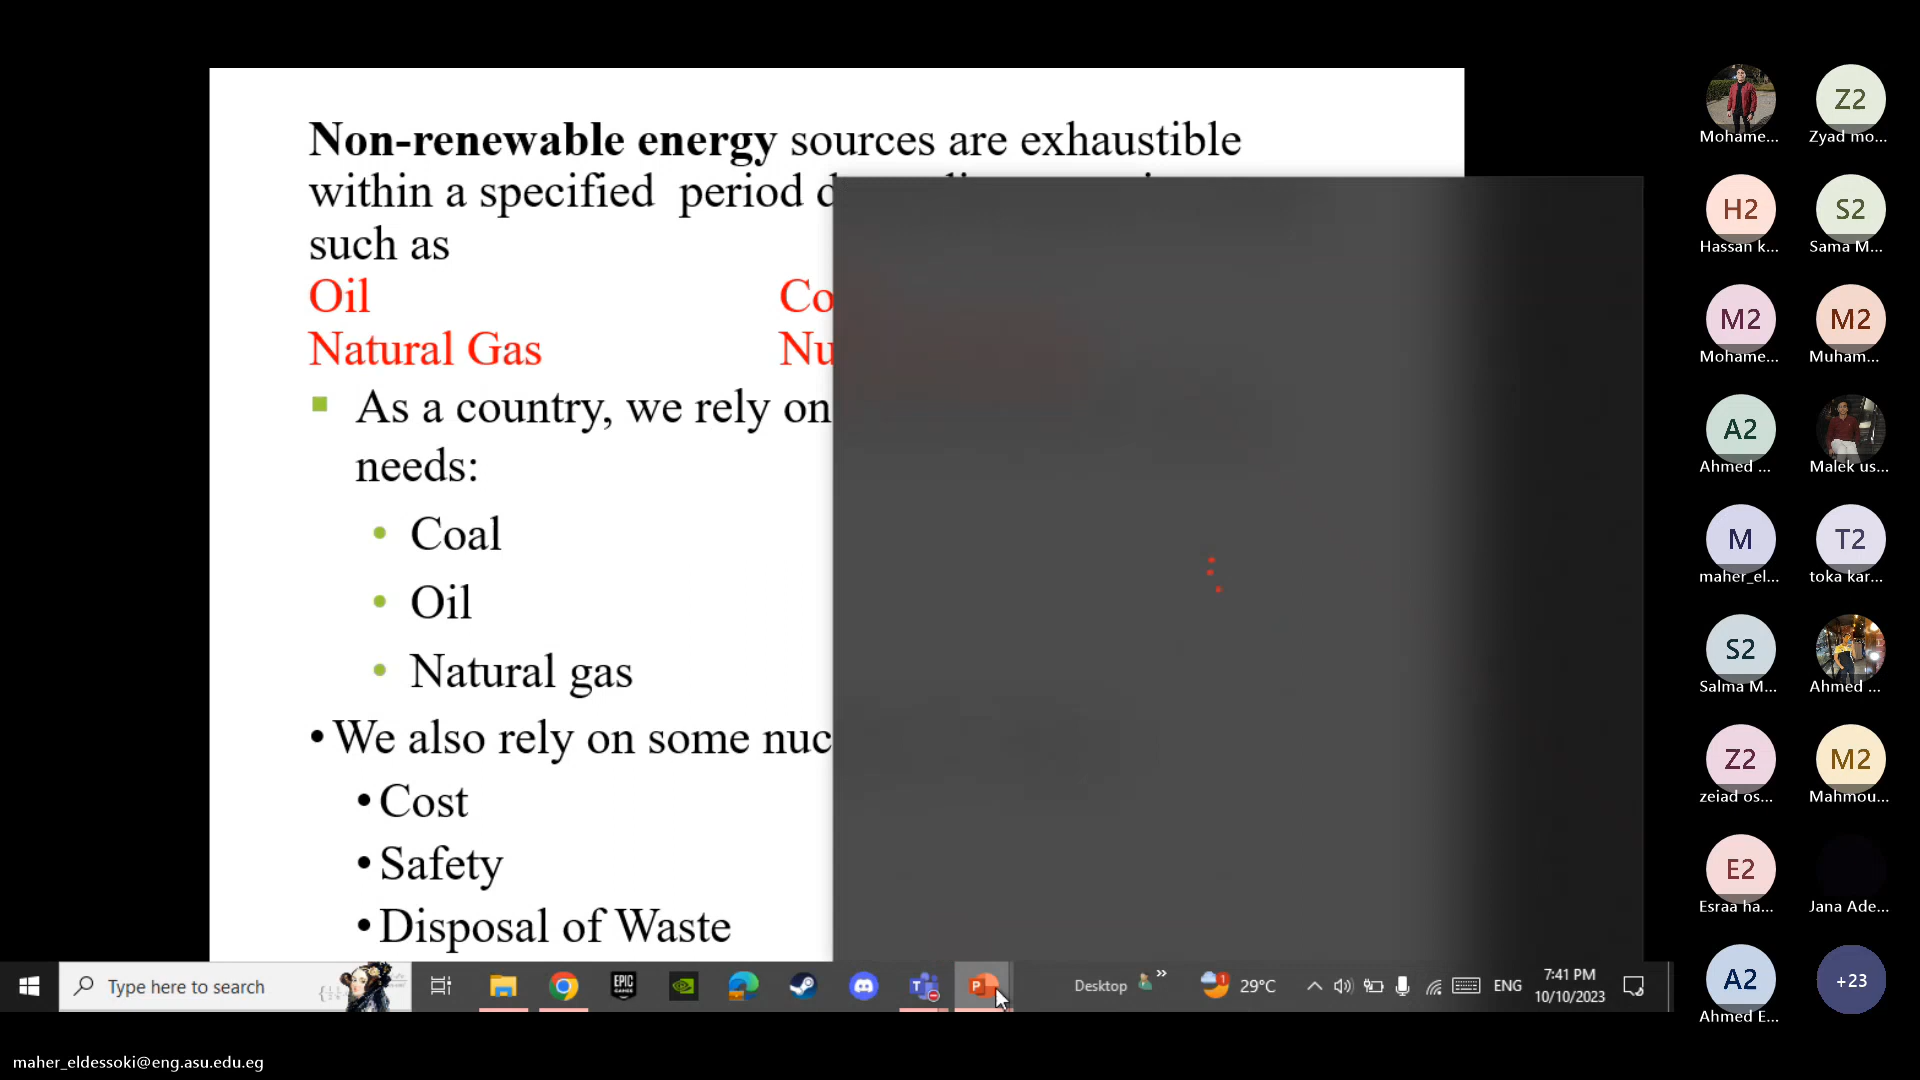 Non-renewable energy sources are exhaustible
within a specified period
such as
Oil
Natural Gas
As a country, we rely on
needs:
Coal
Oil
Natural gas
We also rely on some
Cost
Safety
Disposal of Waste
Type here to search
EPIC
GAMES
T
P
Desktop
»
1
29°C
ENG
7:41 PM
10/10/2023
maher_eldessoki@eng.asu.edu.eg
Mohame...
Z2
Zyad mo...
H2
Hassan k...
S2
Sama M...
M2
Mohame...
M2
Muham...
A2
Ahmed ...
Malek us...
M
maher_el...
T2
toka kar...
S2
Salma M...
Ahmed ...
Z2
zeiad os...
M2
Mahmou...
E2
Esraa ha...
Jana Ade...
A2
Ahmed E...
+23